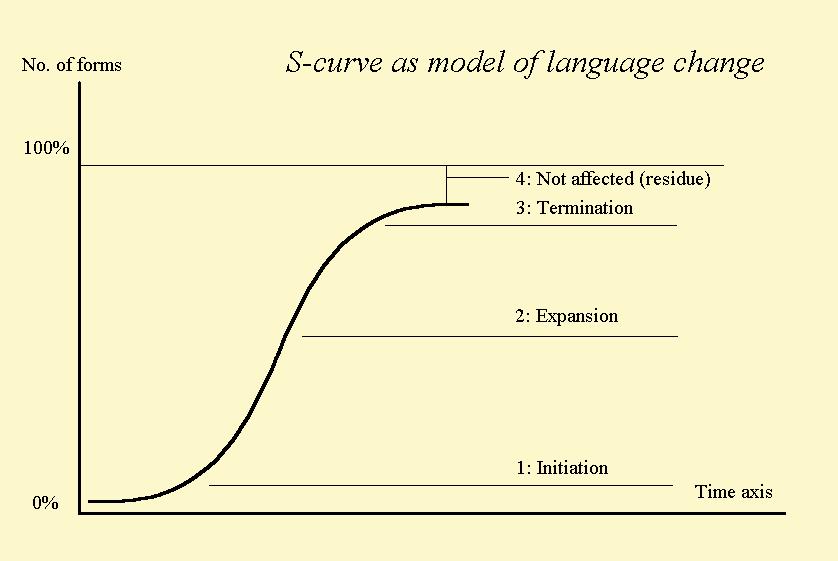 S-curve as model of language change
No. of forms
100%
4: Not affected (residue)
3: Termination
2: Expansion
1: Initiation
Time axis
0%